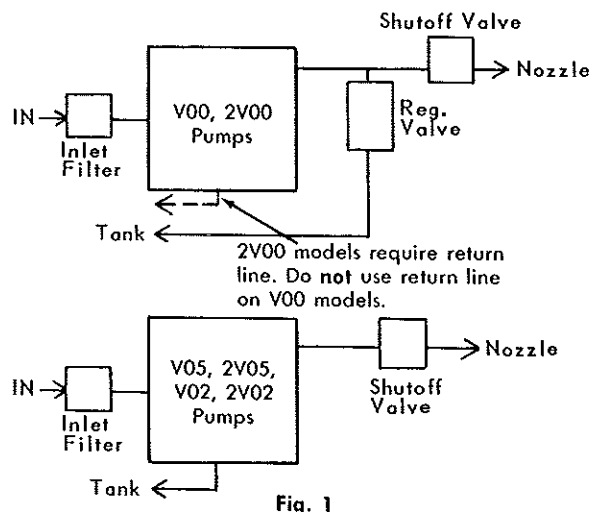 Shutoff Valve
Nozzle
V00, 2V00
Pumps
Reg.
Valve
IN
Inlet
Filter
Tank
2V00 models require return
line. Do not use return line
on V00 models.
V05, 2V05,
V02, 2V02
Pumps
Nozzle
Shutoff
Valve
IN
Inlet
Filter
Tank
Fig. 1